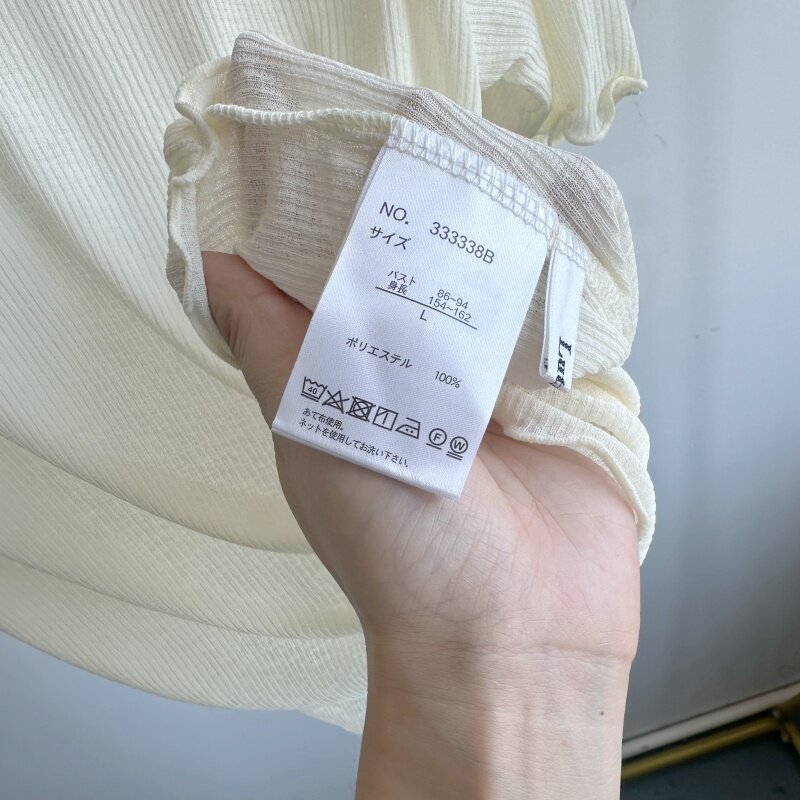 NO. 333338B
サイズ
バスト 86~94
身長 154~162
L
ポリエステル 100%
40
F W
あて布使用。
ネットを使用してお洗い下さい。